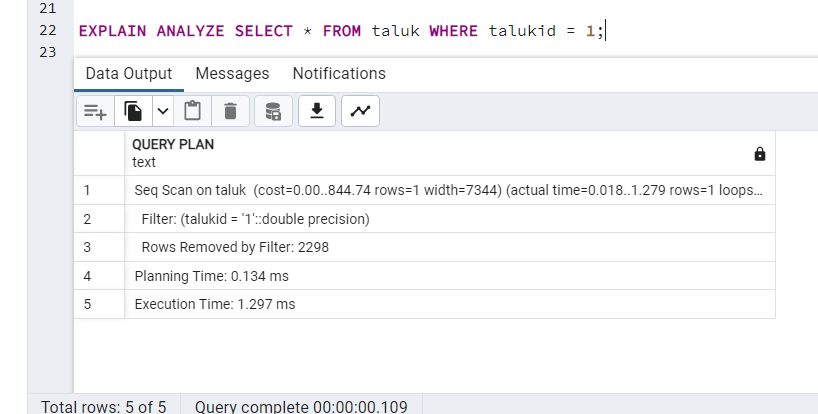 21
22 EXPLAIN ANALYZE SELECT * FROM taluk WHERE talukid = 1;
23
Data Output Messages Notifications
QUERY PLAN
text
1 Seq Scan on taluk (cost=0.00..844.74 rows=1 width=7344) (actual time=0.018..1.279 rows=1 loops...
2 Filter: (talukid = '1'::double precision)
3 Rows Removed by Filter: 2298
4 Planning Time: 0.134 ms
5 Execution Time: 1.297 ms
Total rows: 5 of 5 Query complete 00:00:00.109